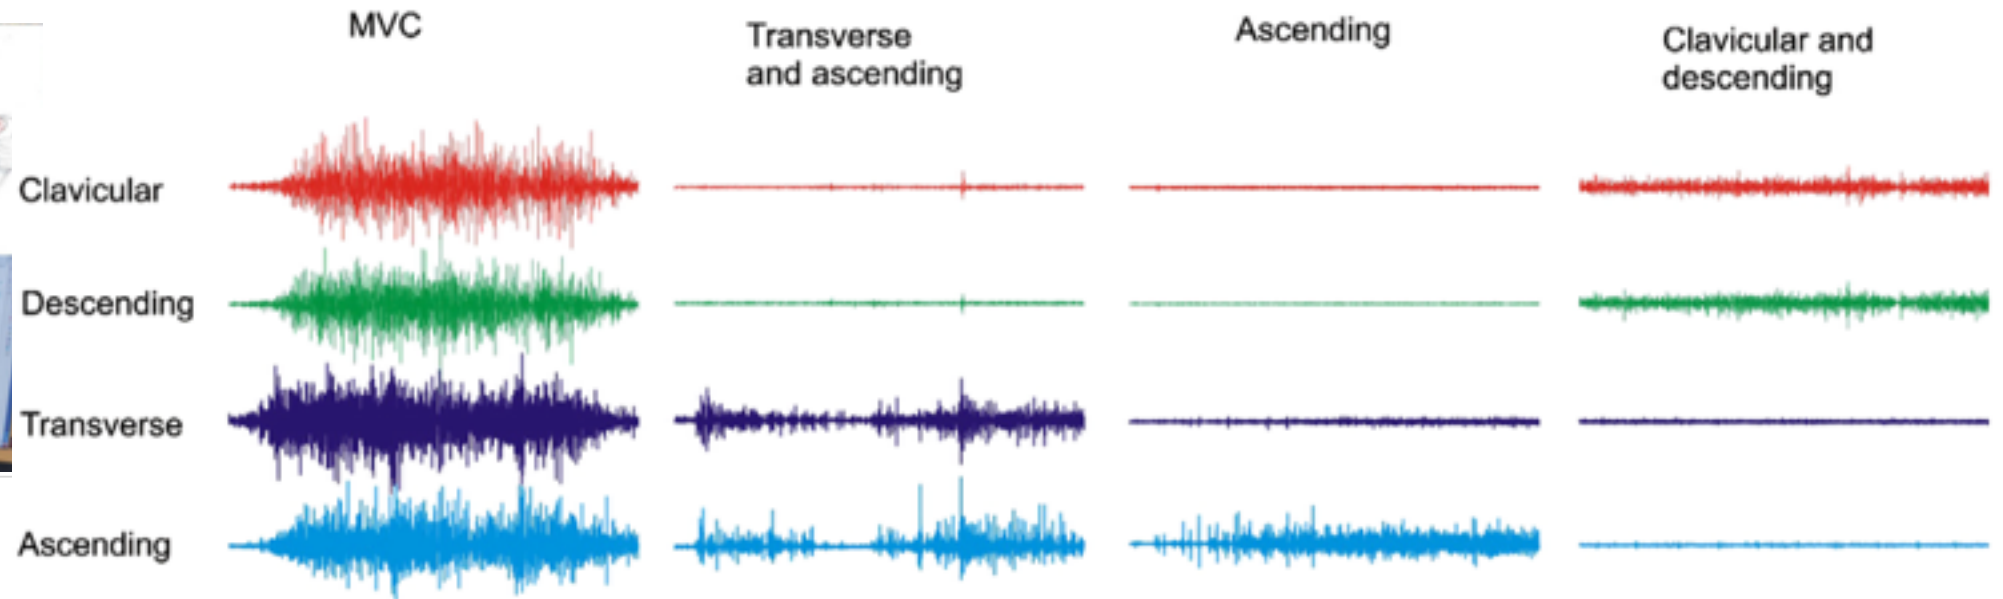 MVC
Transverse
and ascending
Ascending
Clavicular and
descending
Clavicular
Descending
Transverse
Ascending